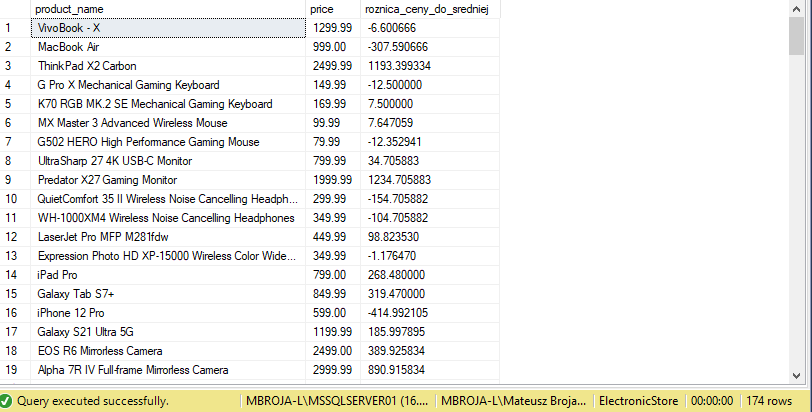 product_name price roznica_ceny_do_sredniej
1 VivoBook - X 1299.99 -6.600666
2 MacBook Air 999.00 -307.590666
3 ThinkPad X2 Carbon 2499.99 1193.399334
4 G Pro X Mechanical Gaming Keyboard 149.99 -12.500000
5 K70 RGB MK.2 SE Mechanical Gaming Keyboard 169.99 7.500000
6 MX Master 3 Advanced Wireless Mouse 99.99 7.647059
7 G502 HERO High Performance Gaming Mouse 79.99 -12.352941
8 UltraSharp 27 4K USB-C Monitor 799.99 34.705883
9 Predator X27 Gaming Monitor 1999.99 1234.705883
10 QuietComfort 35 II Wireless Noise Cancelling Headph... 299.99 -154.705882
11 WH-1000XM4 Wireless Noise Cancelling Headphones 349.99 -104.705882
12 LaserJet Pro MFP M281fdw 449.99 98.823530
13 Expression Photo HD XP-15000 Wireless Color Wide... 349.99 -1.176470
14 iPad Pro 799.00 268.480000
15 Galaxy Tab S7+ 849.99 319.470000
16 iPhone 12 Pro 599.00 -414.992105
17 Galaxy S21 Ultra 5G 1199.99 185.997895
18 EOS R6 Mirrorless Camera 2499.00 389.925834
19 Alpha 7R IV Full-frame Mirrorless Camera 2999.99 890.915834
Query executed successfully. MBROJA-L\MSSQLSERVER01 (16.... MBROJA-L\Mateusz Broja... ElectronicStore 00:00:00 174 rows